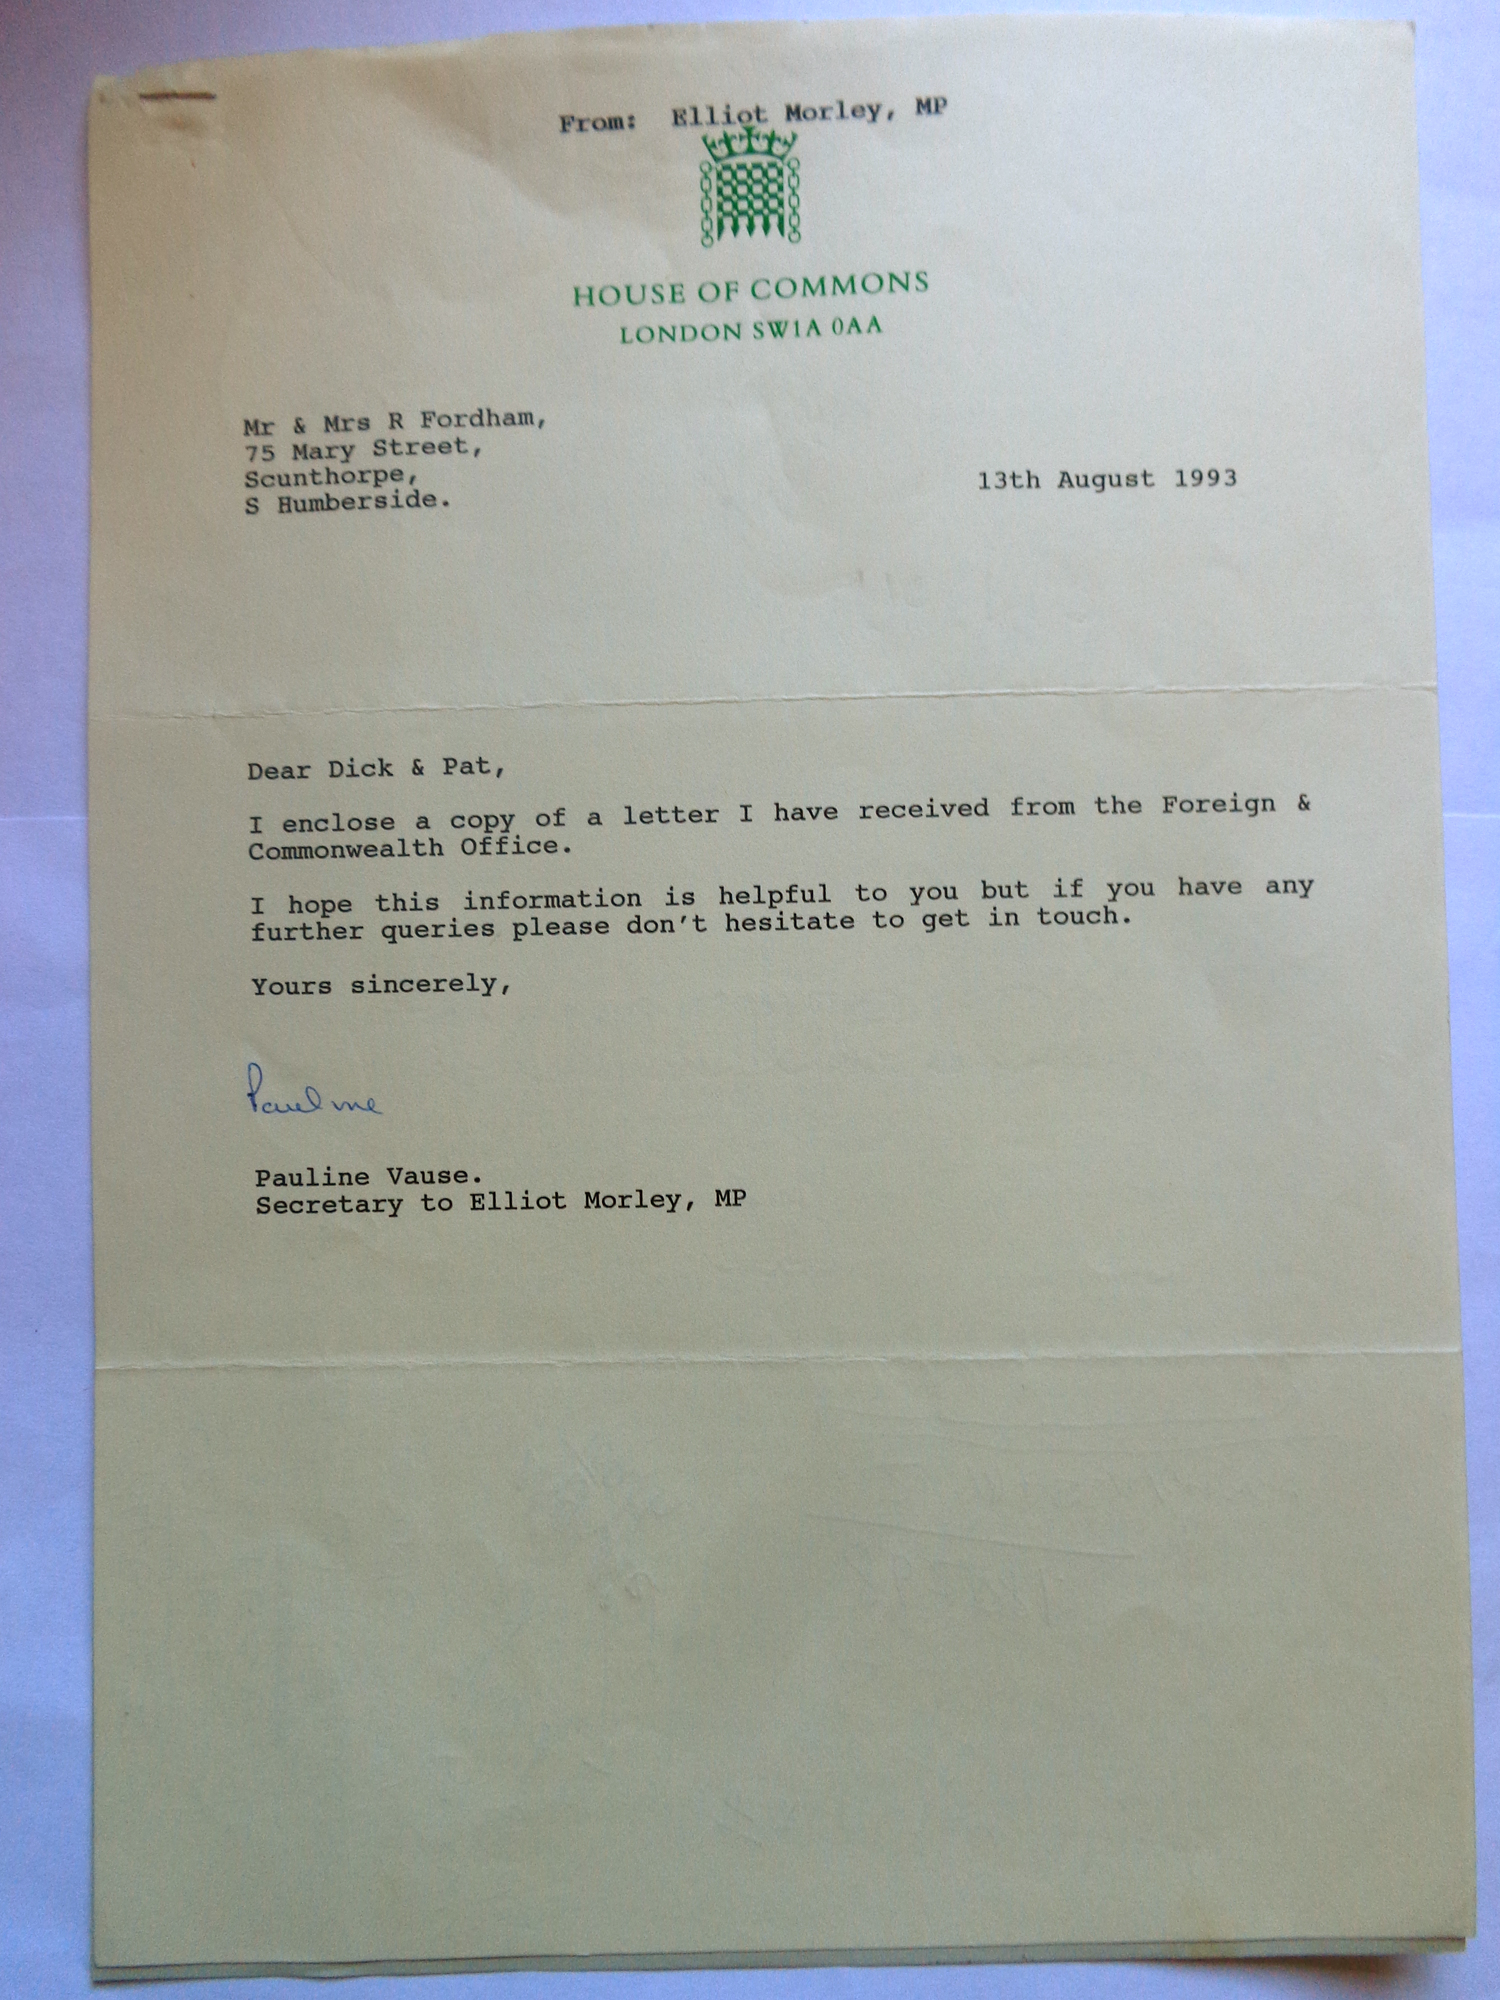 From: Elliot Morley, MP
HOUSE OF COMMONS
LONDON SW1A 0AA
Mr & Mrs R Fordham,
75 Mary Street,
Scunthorpe,
S Humberside.
13th August 1993
Dear Dick & Pat,
I enclose a copy of a letter I have received from the Foreign &
Commonwealth Office.
I hope this information is helpful to you but if you have any
further queries please don't hesitate to get in touch.
Yours sincerely,
Pauline
Pauline Vause.
Secretary to Elliot Morley, MP